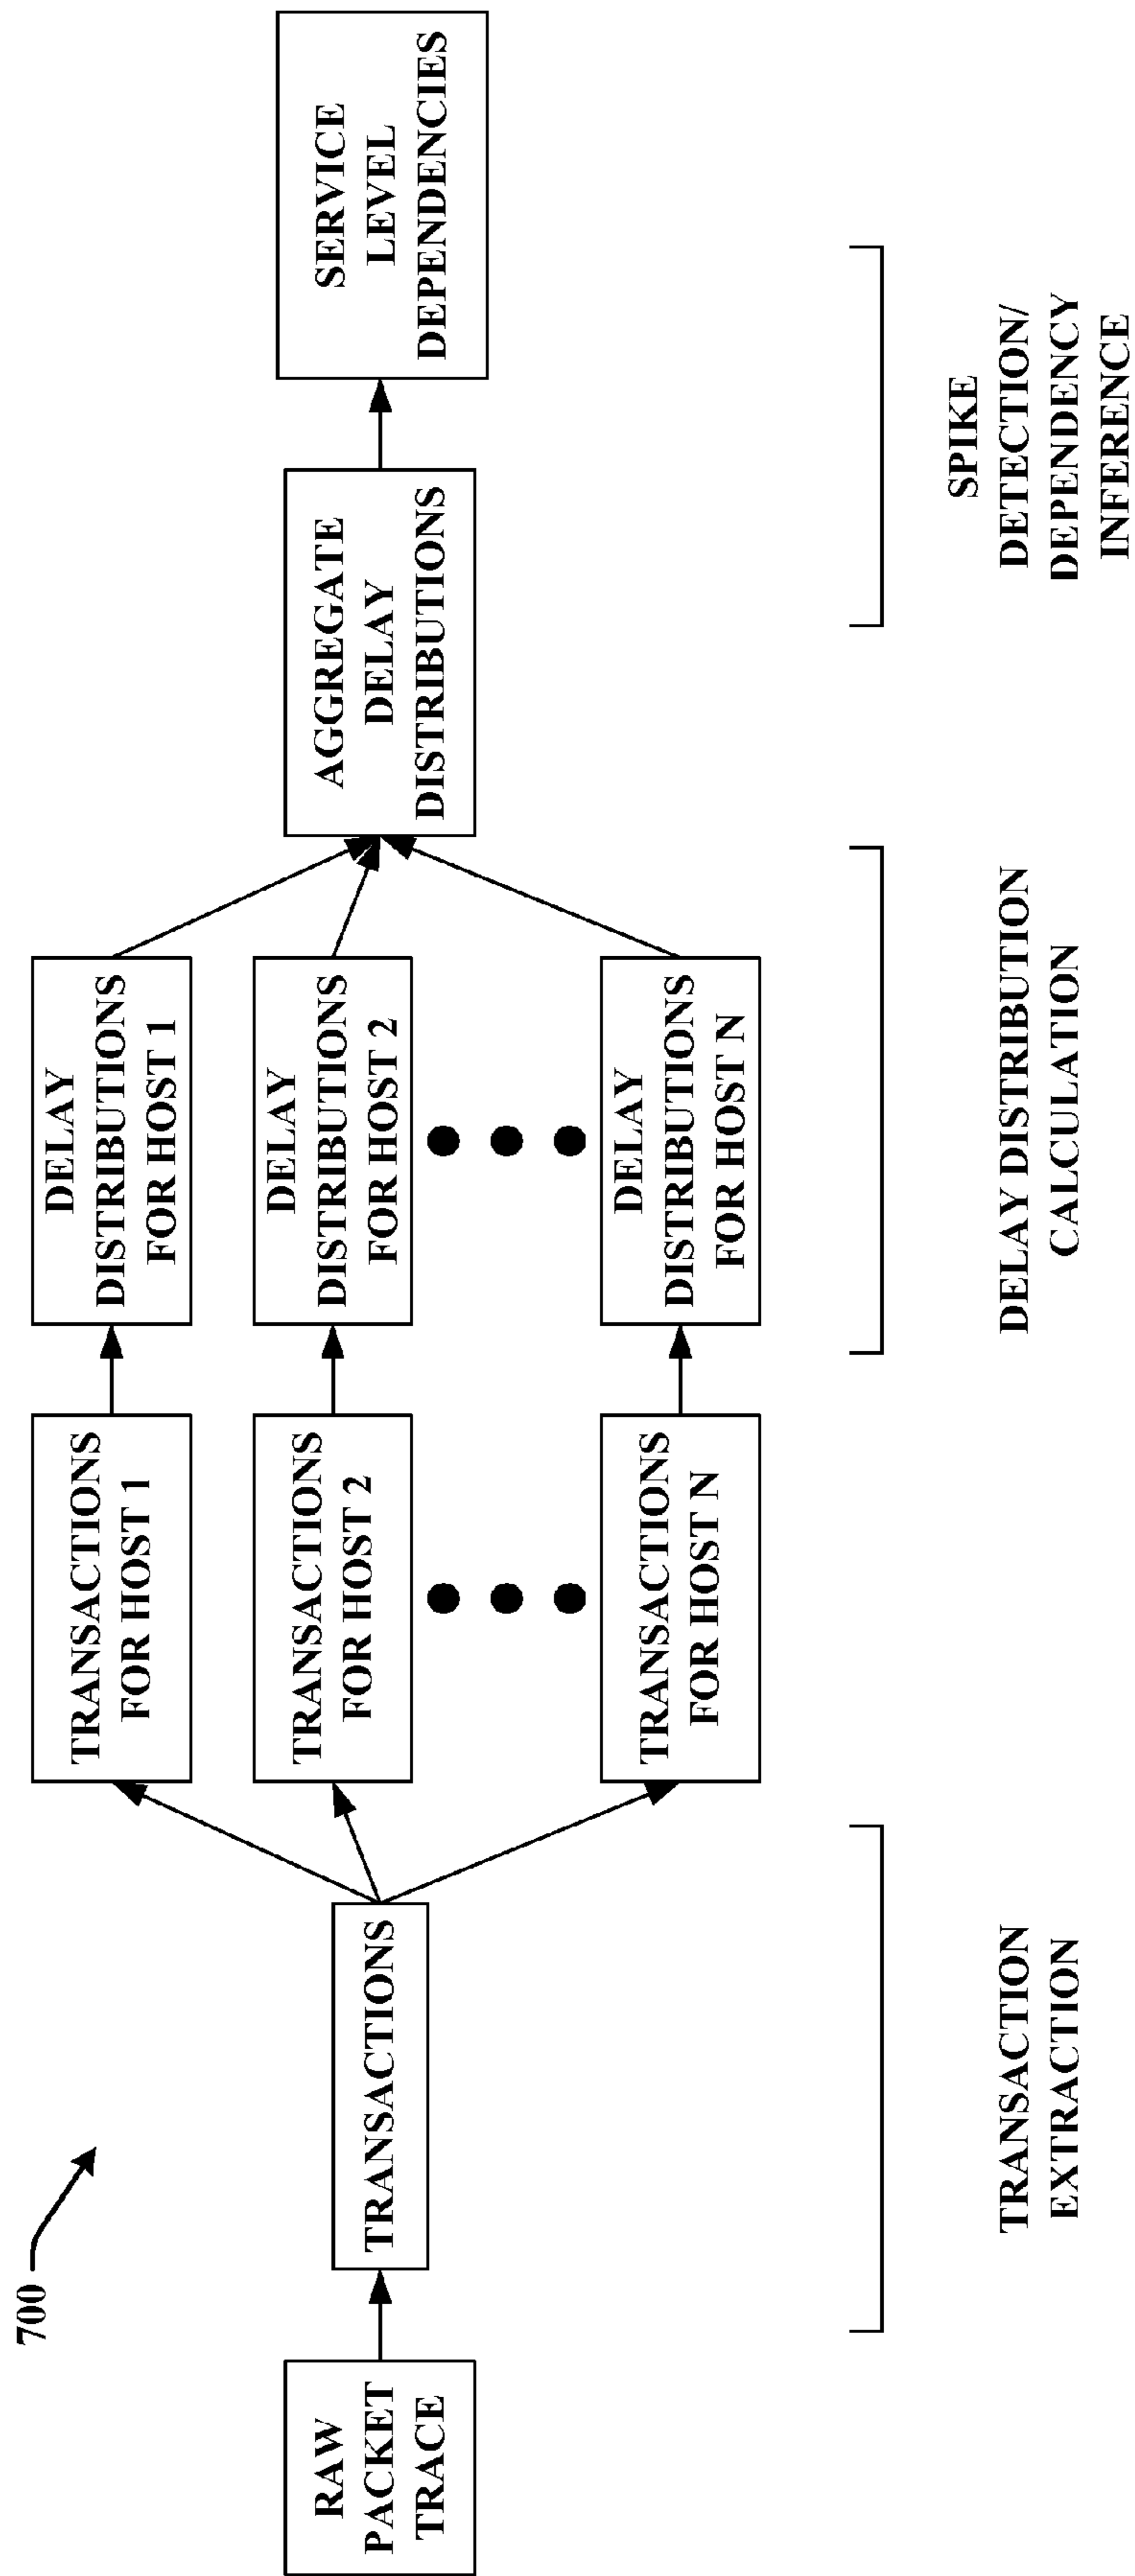 700
RAW
PACKET
TRACE
TRANSACTIONS
TRANSACTIONS
FOR HOST 1
TRANSACTIONS
FOR HOST 2
TRANSACTIONS
FOR HOST N
DELAY
DISTRIBUTIONS
FOR HOST 1
DELAY
DISTRIBUTIONS
FOR HOST 2
DELAY
DISTRIBUTIONS
FOR HOST N
AGGREGATE
DELAY
DISTRIBUTIONS
SERVICE
LEVEL
DEPENDENCIES
TRANSACTION
EXTRACTION
DELAY DISTRIBUTION
CALCULATION
SPIKE
DETECTION/
DEPENDENCY
INFERENCE